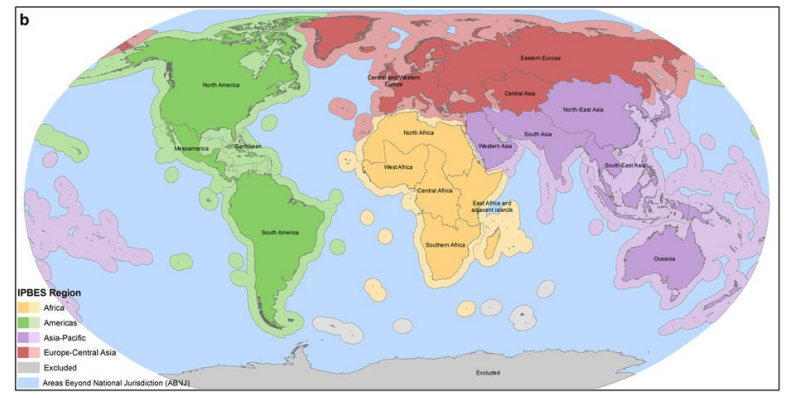 b
Eastern Europe
Central and Western
Europe
North America
Central Asia
North-East Asia
North Africa
South Asia
Mesoamerica
Caribbean
Western Asia
West Africa
South-East Asia
Central Africa
East Africa and
adjacent islands
South America
Southern Africa
Oceania
IPBES Region
Africa
Americas
Asia-Pacific
Europe-Central Asia
Excluded
Excluded
Areas Beyond National Jurisdiction (ABNJ)